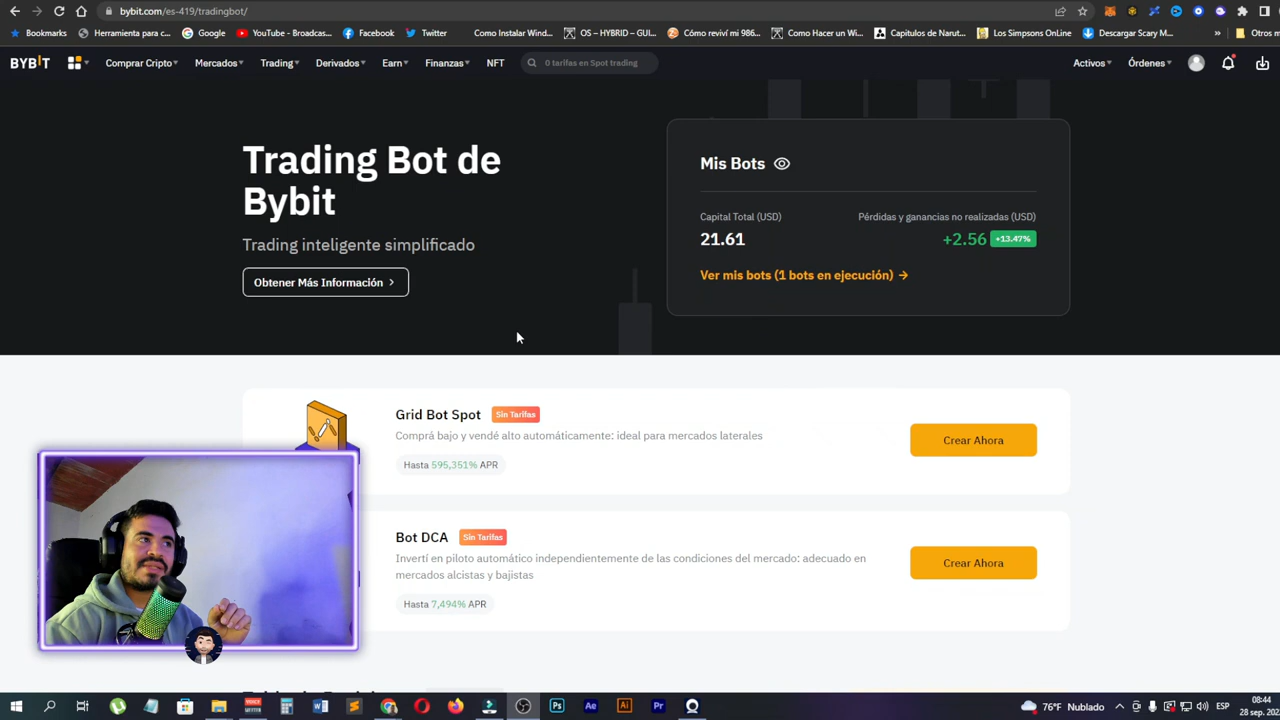 bybit.com/es-419/tradingbot/
Bookmarks
Herramienta para c...
Google
YouTube - Broadcas...
Facebook
Twitter
Como Instalar Wind...
OS – HYBRID – GUI...
Cómo reviví mi 986...
Como Hacer un Wi...
Capitulos de Narut...
Los Simpsons Online
Descargar Scary M...
»
Otros m
BYBIT
Comprar Cripto
Mercados
Trading
Derivados
Earn
Finanzas
NFT
0 tarifas en Spot trading
Activos
Órdenes
Trading Bot de
Bybit
Trading inteligente simplificado
Obtener Más Información >
Mis Bots
Capital Total (USD)
Pérdidas y ganancias no realizadas (USD)
21.61
+2.56 +13.47%
Ver mis bots (1 bots en ejecución) →
Grid Bot Spot Sin Tarifas
Comprá bajo y vendé alto automáticamente: ideal para mercados laterales
Hasta 595,351% APR
Crear Ahora
Bot DCA Sin Tarifas
Invertí en piloto automático independientemente de las condiciones del mercado: adecuado en
mercados alcistas y bajistas
Hasta 7,494% APR
Crear Ahora
76°F Nublado
ESP
08:44
28 sep. 202